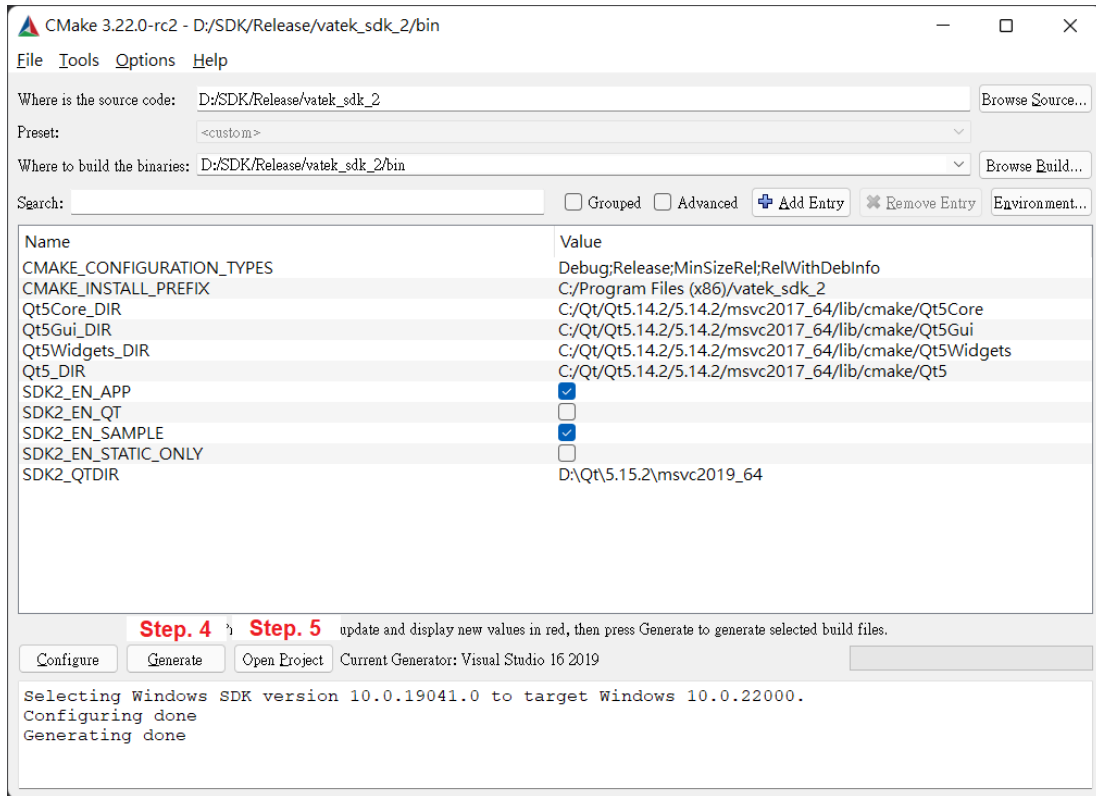 CMake 3.22.0-rc2 - D:/SDK/Release/vatek_sdk_2/bin
File Tools Options Help
Where is the source code: D:/SDK/Release/vatek_sdk_2 Browse Source...
Preset: <custom>
Where to build the binaries: D:/SDK/Release/vatek_sdk_2/bin Browse Build...
Search: Grouped Advanced Add Entry Remove Entry Environment...
Name Value
CMAKE_CONFIGURATION_TYPES Debug;Release;MinSizeRel;RelWithDebInfo
CMAKE_INSTALL_PREFIX C:/Program Files (x86)/vatek_sdk_2
Qt5Core_DIR C:/Qt/Qt5.14.2/5.14.2/msvc2017_64/lib/cmake/Qt5Core
Qt5Gui_DIR C:/Qt/Qt5.14.2/5.14.2/msvc2017_64/lib/cmake/Qt5Gui
Qt5Widgets_DIR C:/Qt/Qt5.14.2/5.14.2/msvc2017_64/lib/cmake/Qt5Widgets
Qt5_DIR C:/Qt/Qt5.14.2/5.14.2/msvc2017_64/lib/cmake/Qt5
SDK2_EN_APP
SDK2_EN_QT
SDK2_EN_SAMPLE
SDK2_EN_STATIC_ONLY
SDK2_QTDIR D:\Qt\5.15.2\msvc2019_64
Step. 4 Step. 5 update and display new values in red, then press Generate to generate selected build files.
Configure Generate Open Project Current Generator: Visual Studio 16 2019
Selecting Windows SDK version 10.0.19041.0 to target Windows 10.0.22000.
Configuring done
Generating done